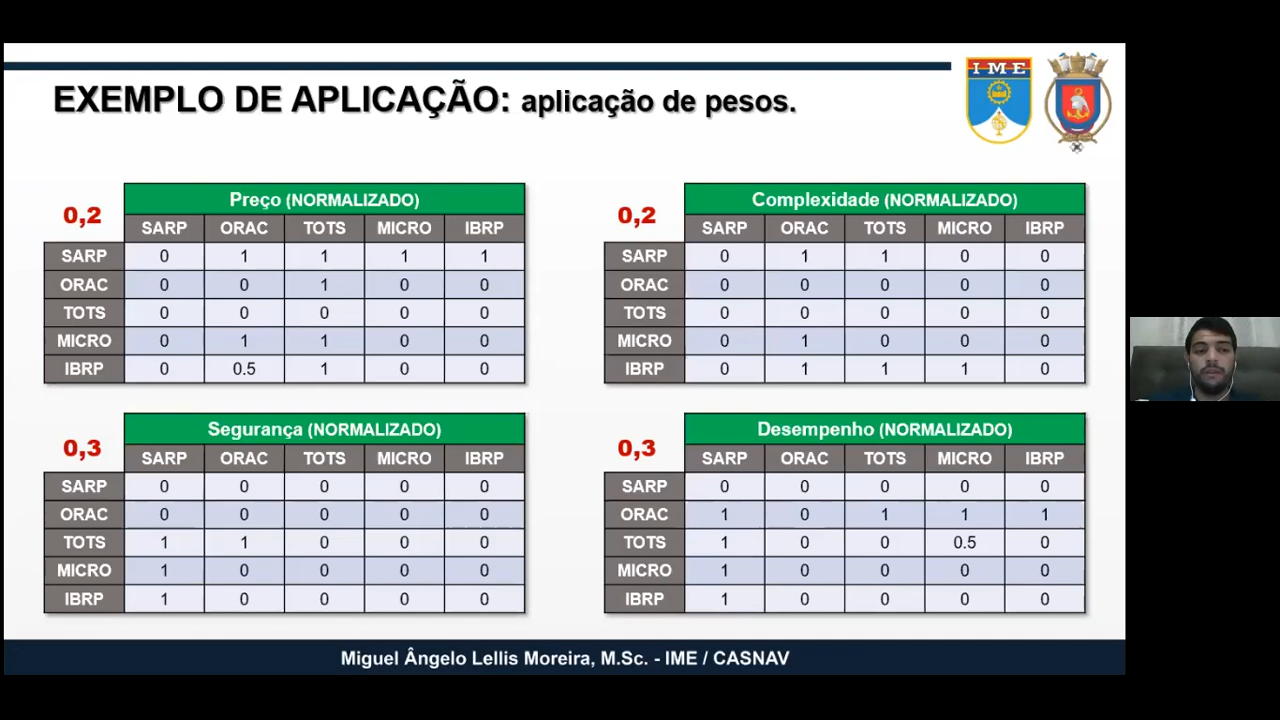 EXEMPLO DE APLICAÇÃO: aplicação de pesos.
IME
0,2
Preço (NORMALIZADO)
SARP ORAC TOTS MICRO IBRP
SARP 0 1 1 1 1
ORAC 0 0 1 0 0
TOTS 0 0 0 0 0
MICRO 0 1 1 0 0
IBRP 0 0.5 1 0 0
0,2
Complexidade (NORMALIZADO)
SARP ORAC TOTS MICRO IBRP
SARP 0 1 1 0 0
ORAC 0 0 0 0 0
TOTS 0 0 0 0 0
MICRO 0 1 0 0 0
IBRP 0 1 1 1 0
0,3
Segurança (NORMALIZADO)
SARP ORAC TOTS MICRO IBRP
SARP 0 0 0 0 0
ORAC 0 0 0 0 0
TOTS 1 1 0 0 0
MICRO 1 0 0 0 0
IBRP 1 0 0 0 0
0,3
Desempenho (NORMALIZADO)
SARP ORAC TOTS MICRO IBRP
SARP 0 0 0 0 0
ORAC 1 0 1 1 1
TOTS 1 0 0 0.5 0
MICRO 1 0 0 0 0
IBRP 1 0 0 0 0
Miguel Ângelo Lellis Moreira, M.Sc. - IME / CASNAV